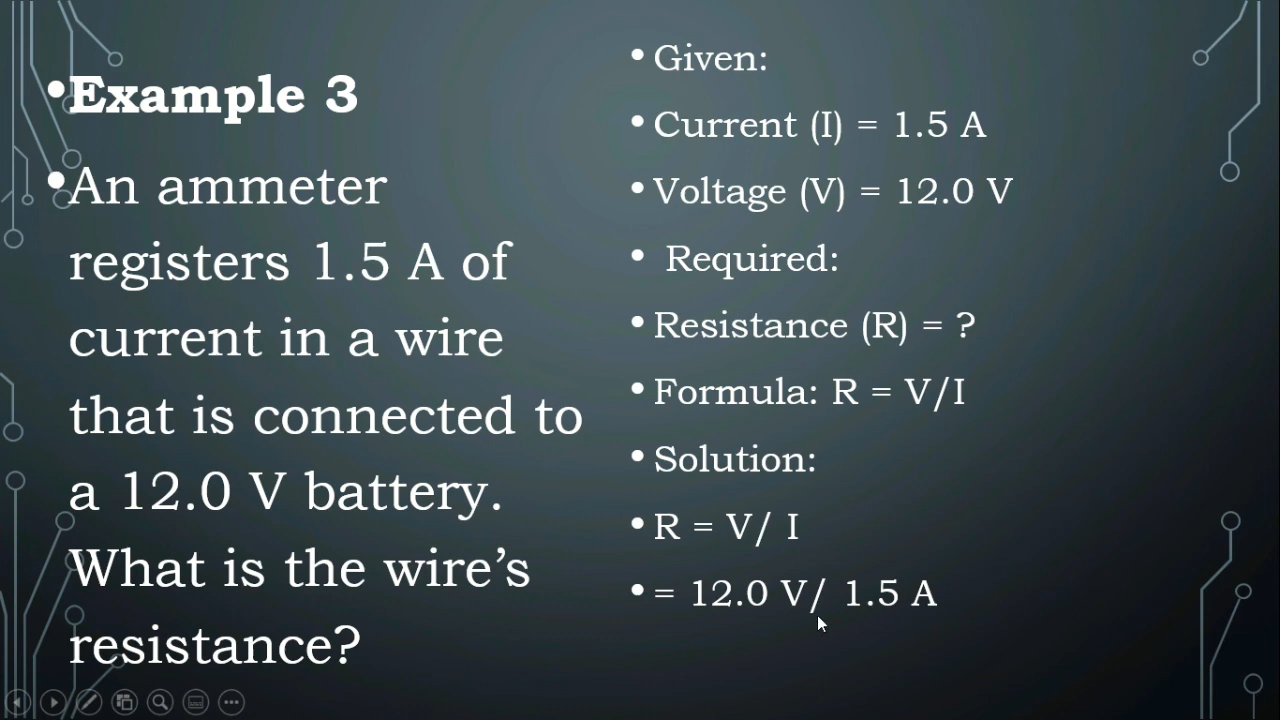 •Example 3
•An ammeter
registers 1.5 A of
current in a wire
that is connected to
a 12.0 V battery.
What is the wire’s
resistance?
• Given:
• Current (I) = 1.5 A
• Voltage (V) = 12.0 V
• Required:
• Resistance (R) = ?
• Formula: R = V/I
• Solution:
• R = V/ I
• = 12.0 V/ 1.5 A